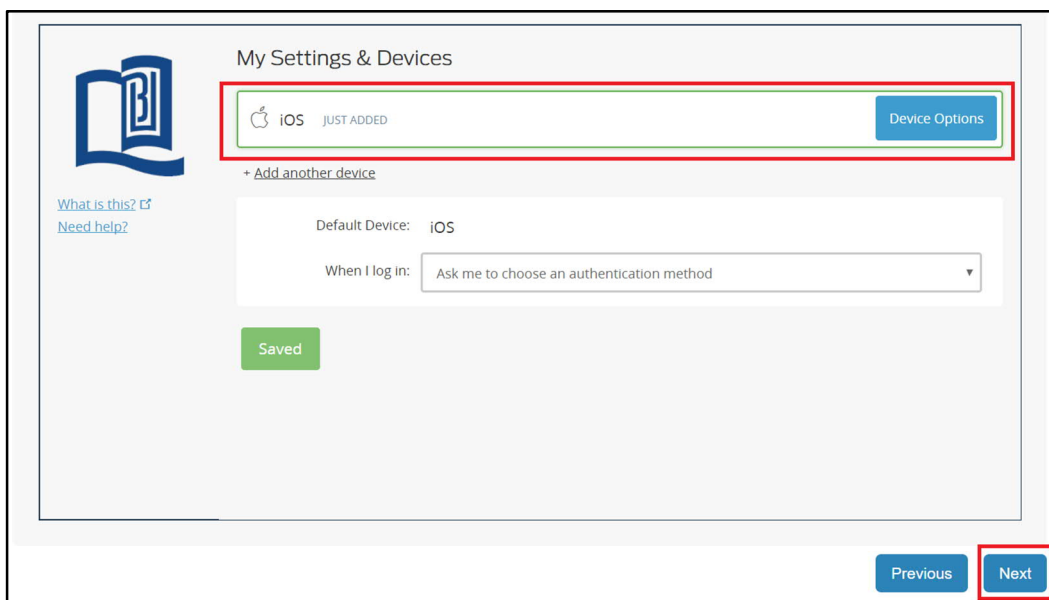 My Settings & Devices
iOS JUST ADDED Device Options
+ Add another device
What is this?
Need help?
Default Device: iOS
When I log in: Ask me to choose an authentication method
Saved
Previous Next